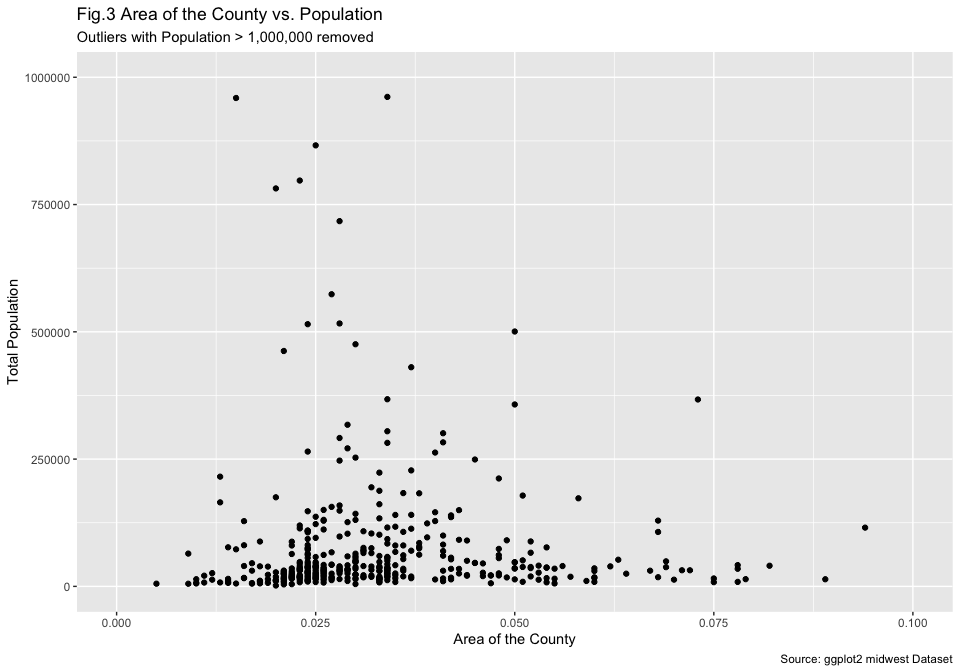 Fig.3 Area of the County vs. Population
Outliers with Population > 1,000,000 removed
1000000
750000
500000
250000
0
Total Population
0.000 0.025 0.050 0.075 0.100
Area of the County
Source: ggplot2 midwest Dataset